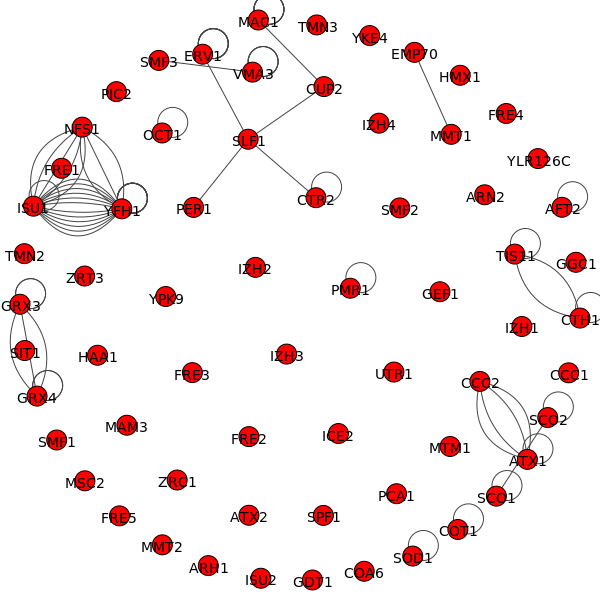 MAC1
TMN3
YKE4
EMP70
ERV1
SMF3
VMA3
HMX1
CUP2
PIC2
FRE4
NFS1
OCT1
IZH4
MMT1
SLF1
YLR126C
FRE1
ISU1
YFH1
PER1
CTR2
SMF2
ARN2
AFT2
TMN2
ZRT3
IZH2
TIS11
GGC1
GRX3
YPK9
PMR1
GEF1
CTH1
IZH1
SIT1
HAA1
IZH3
FRE3
UTR1
CCC2
CCC1
GRX4
SCO2
SMF1
MAM3
FRE2
ICE2
MTM1
ATX1
MSC2
ZRC1
PCA1
SCO1
FRE5
ATX2
SPF1
COT1
MMT2
SOD1
ARH1
ISU2
GDT1
COA6